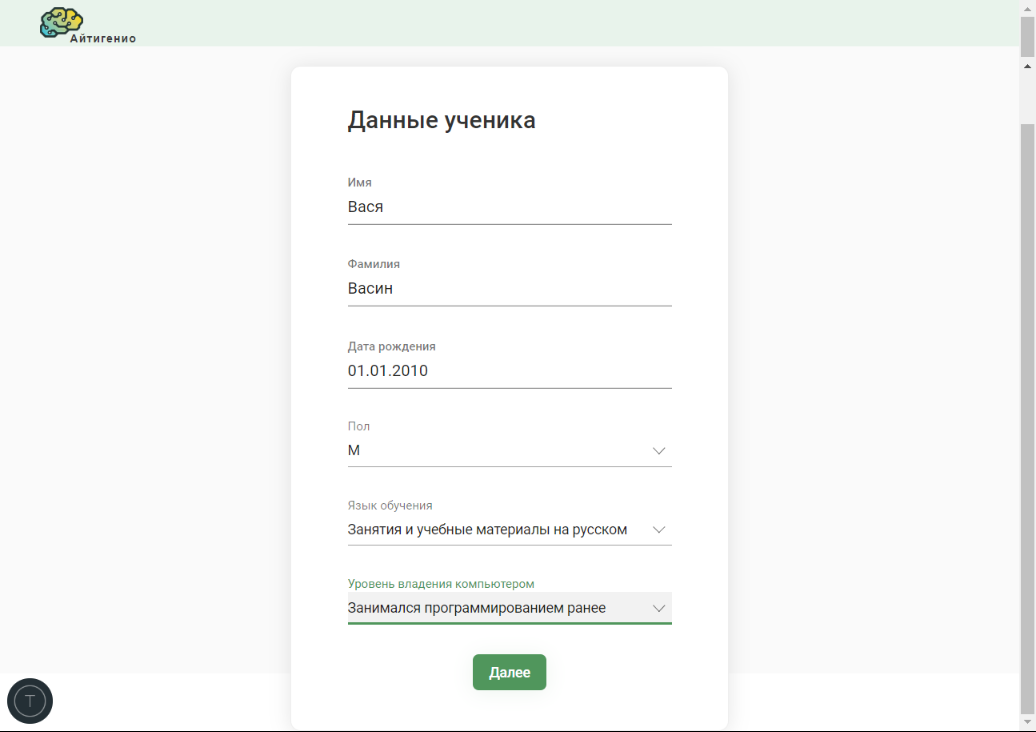 Айтигенио
Данные ученика
Имя
Вася
Фамилия
Васин
Дата рождения
01.01.2010
Пол
М
Язык обучения
Занятия и учебные материалы на русском
Уровень владения компьютером
Занимался программированием ранее
Далее
T